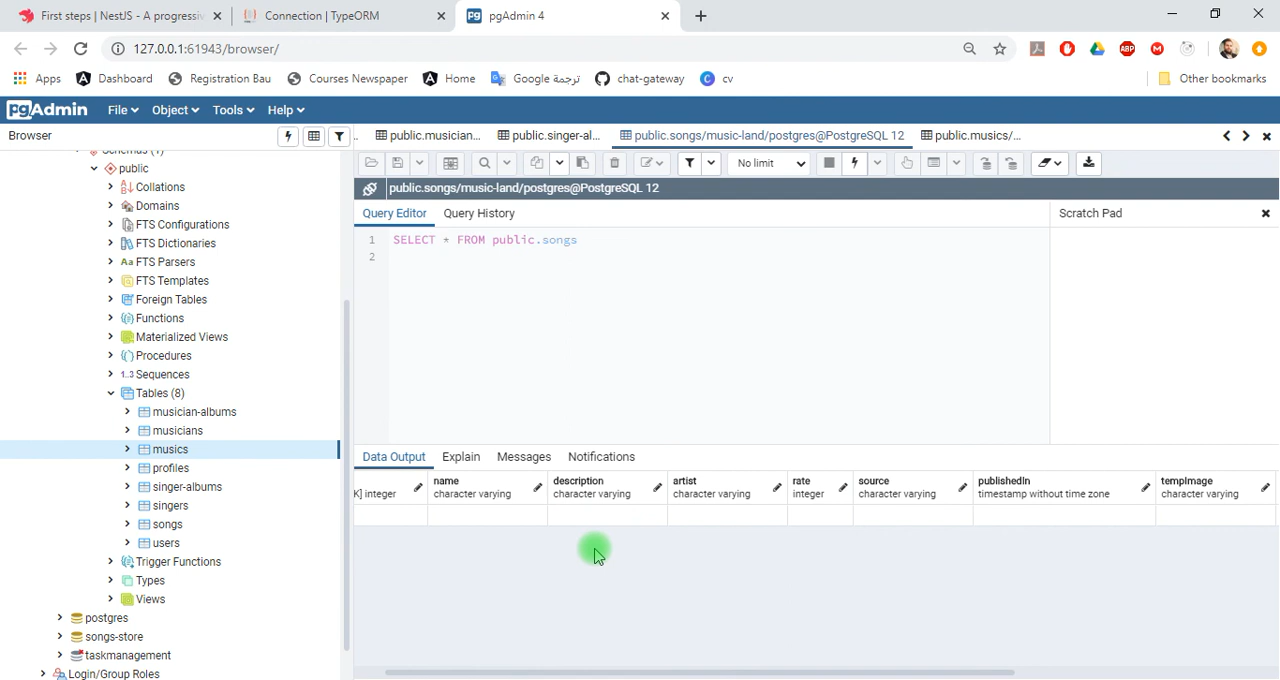 First steps | NestJS - A progressiv
Connection | TypeORM
pgAdmin 4
127.0.0.1:61943/browser/
Apps
Dashboard
Registration Bau
Courses Newspaper
Home
ترجمة Google
chat-gateway
cv
Other bookmarks
pgAdmin
File
Object
Tools
Help
Browser
public.musician...
public.singer-al...
public.songs/music-land/postgres@PostgreSQL 12
public.musics/...
Schemas (1)
public
Collations
Domains
FTS Configurations
FTS Dictionaries
FTS Parsers
FTS Templates
Foreign Tables
Functions
Materialized Views
Procedures
Sequences
Tables (8)
musician-albums
musicians
musics
profiles
singer-albums
singers
songs
users
Trigger Functions
Types
Views
postgres
songs-store
taskmanagement
Login/Group Roles
No limit
public.songs/music-land/postgres@PostgreSQL 12
Query Editor
Query History
Scratch Pad
1 SELECT * FROM public.songs
2
Data Output
Explain
Messages
Notifications
K] integer
name
character varying
description
character varying
artist
character varying
rate
integer
source
character varying
publishedIn
timestamp without time zone
tempImage
character varying